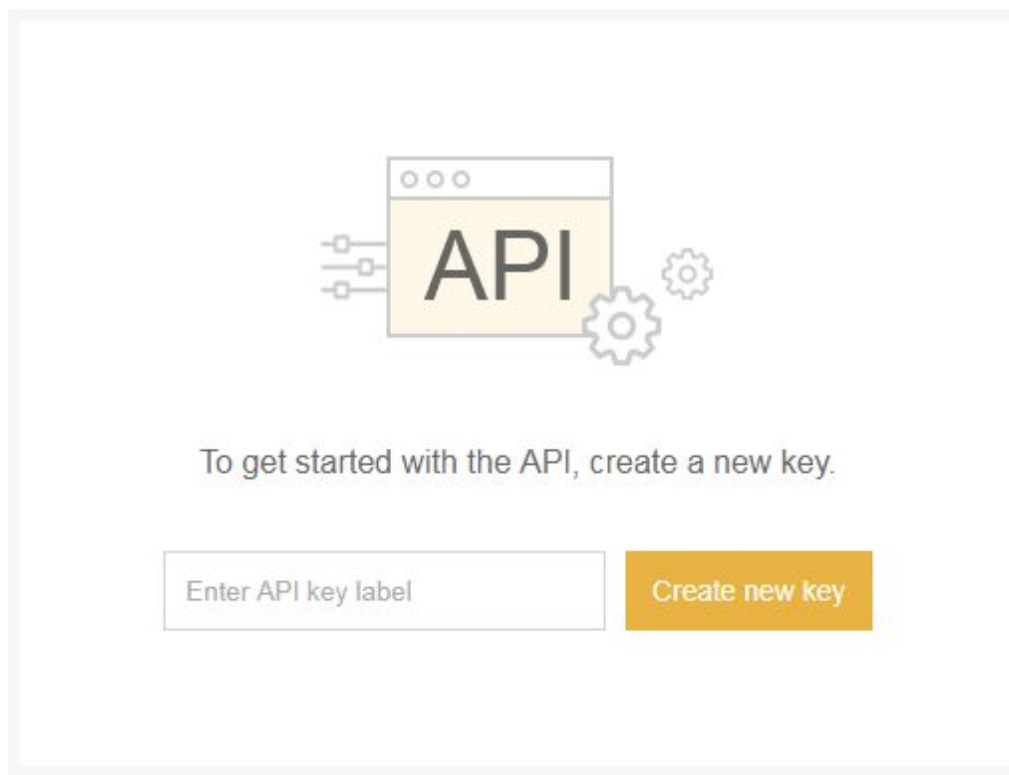 API
To get started with the API, create a new key.
Enter API key label
Create new key